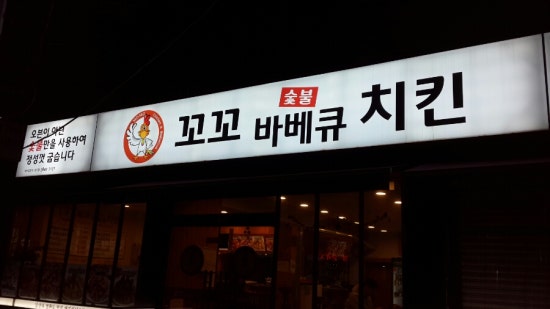 오븐이 아닌
숯불만을 사용하여
정성껏 굽습니다
숯불
꼬꼬 바베큐 치킨